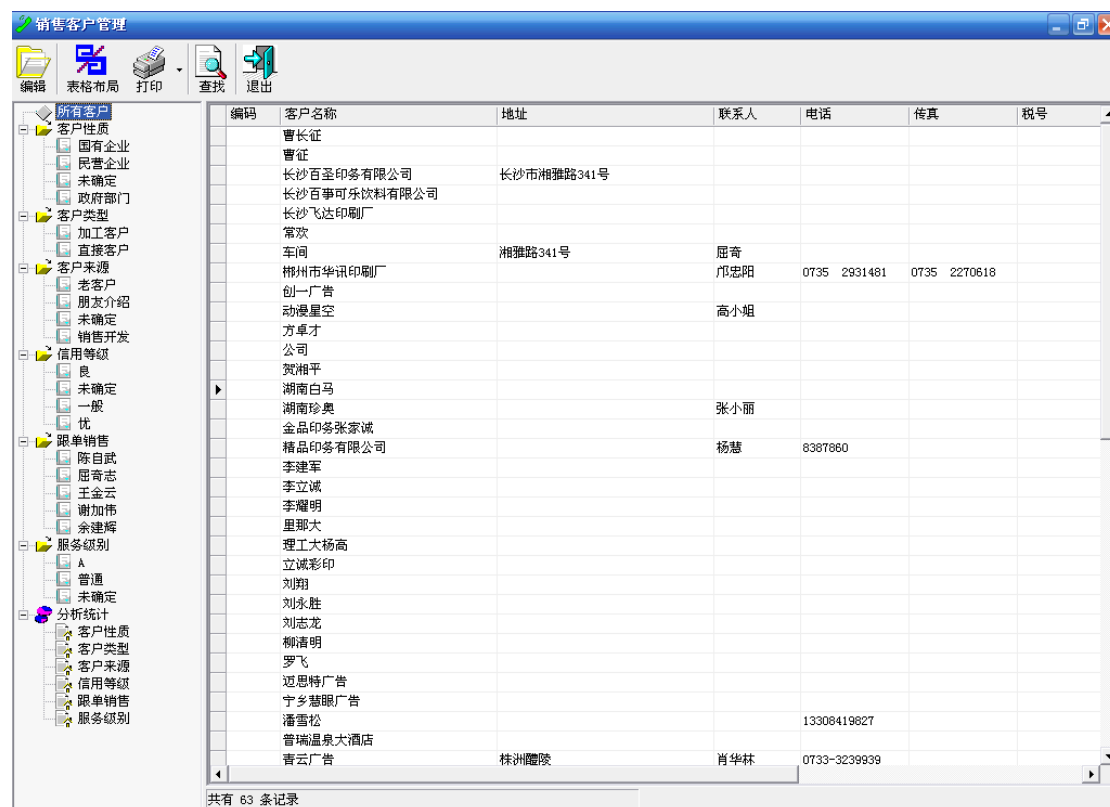 销售客户管理
编辑 表格布局 打印 查找 退出
所有客户
客户性质
国有企业
民营企业
未确定
政府部门
客户类型
加工客户
直接客户
客户来源
老客户
朋友介绍
未确定
销售开发
信用等级
良
未确定
一般
优
跟单销售
陈自武
屈奇志
王金云
谢加伟
余建辉
服务级别
A
普通
未确定
分析统计
客户性质
客户类型
客户来源
信用等级
跟单销售
服务级别
编码 客户名称 地址 联系人 电话 传真 税号
曹长征
曹征
长沙百圣印务有限公司 长沙市湘雅路341号
长沙百事可乐饮料有限公司
长沙飞达印刷厂
常欢
车间 湘雅路341号 屈奇
郴州市华讯印刷厂 邝忠阳 0735 2931481 0735 2270618
创一广告
动漫星空 高小姐
方卓才
公司
贺湘平
湖南白马
湖南珍奥 张小丽
金品印务张家诚
精品印务有限公司 杨慧 8387860
李建军
李立诚
李耀明
里那大
理工大杨高
立诚彩印
刘翔
刘永胜
刘志龙
柳清明
罗飞
迈思特广告
宁乡慧眼广告
潘雪松 13308419827
普瑞温泉大酒店
青云广告 株洲醴陵 肖华林 0733-3239939
共有 63 条记录